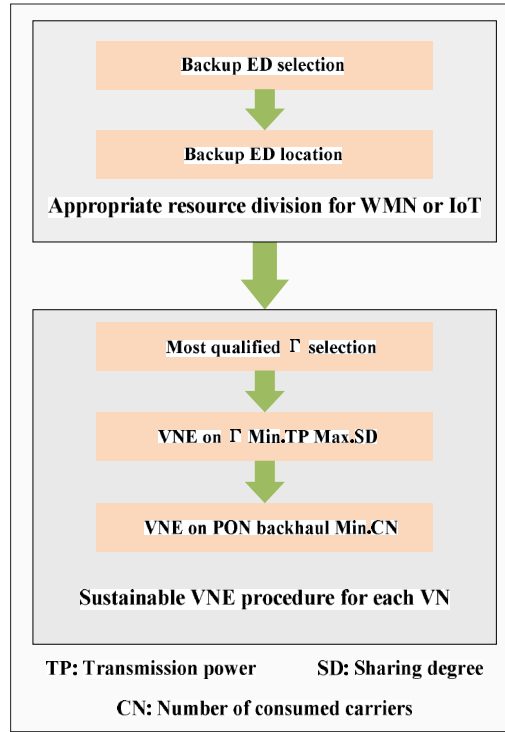 Backup ED selection
Backup ED location
Appropriate resource division for WMN or IoT
Most qualified Γ selection
VNE on Γ Min.TP Max.SD
VNE on PON backhaul Min.CN
Sustainable VNE procedure for each VN
TP: Transmission power SD: Sharing degree
CN: Number of consumed carriers